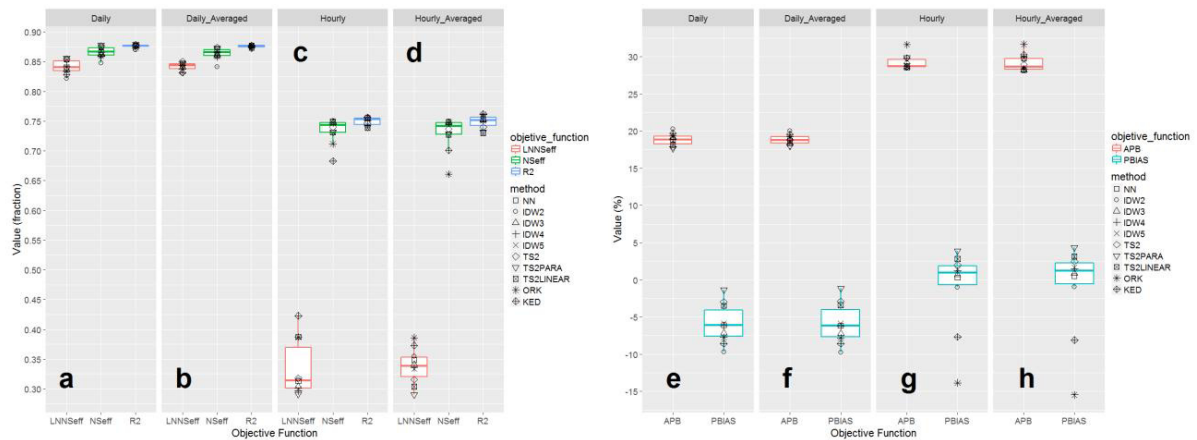 Daily
Daily_Averaged
Hourly
Hourly_Averaged
0.90
0.85
0.80
0.75
0.70
0.65
0.60
0.55
0.50
0.45
0.40
0.35
0.30
Value (fraction)
a
b
c
d
LNNSeff NSeff R2
LNNSeff NSeff R2
LNNSeff NSeff R2
LNNSeff NSeff R2
Objective Function
objetive_function
LNNSeff
NSeff
R2
method
NN
IDW2
IDW3
IDW4
IDW5
TS2
TS2PARA
TS2LINEAR
ORK
KED
Daily
Daily_Averaged
Hourly
Hourly_Averaged
30
25
20
15
10
5
0
-5
-10
-15
Value (%)
e
f
g
h
APB PBIAS
APB PBIAS
APB PBIAS
APB PBIAS
Objective Function
objetive_function
APB
PBIAS
method
NN
IDW2
IDW3
IDW4
IDW5
TS2
TS2PARA
TS2LINEAR
ORK
KED